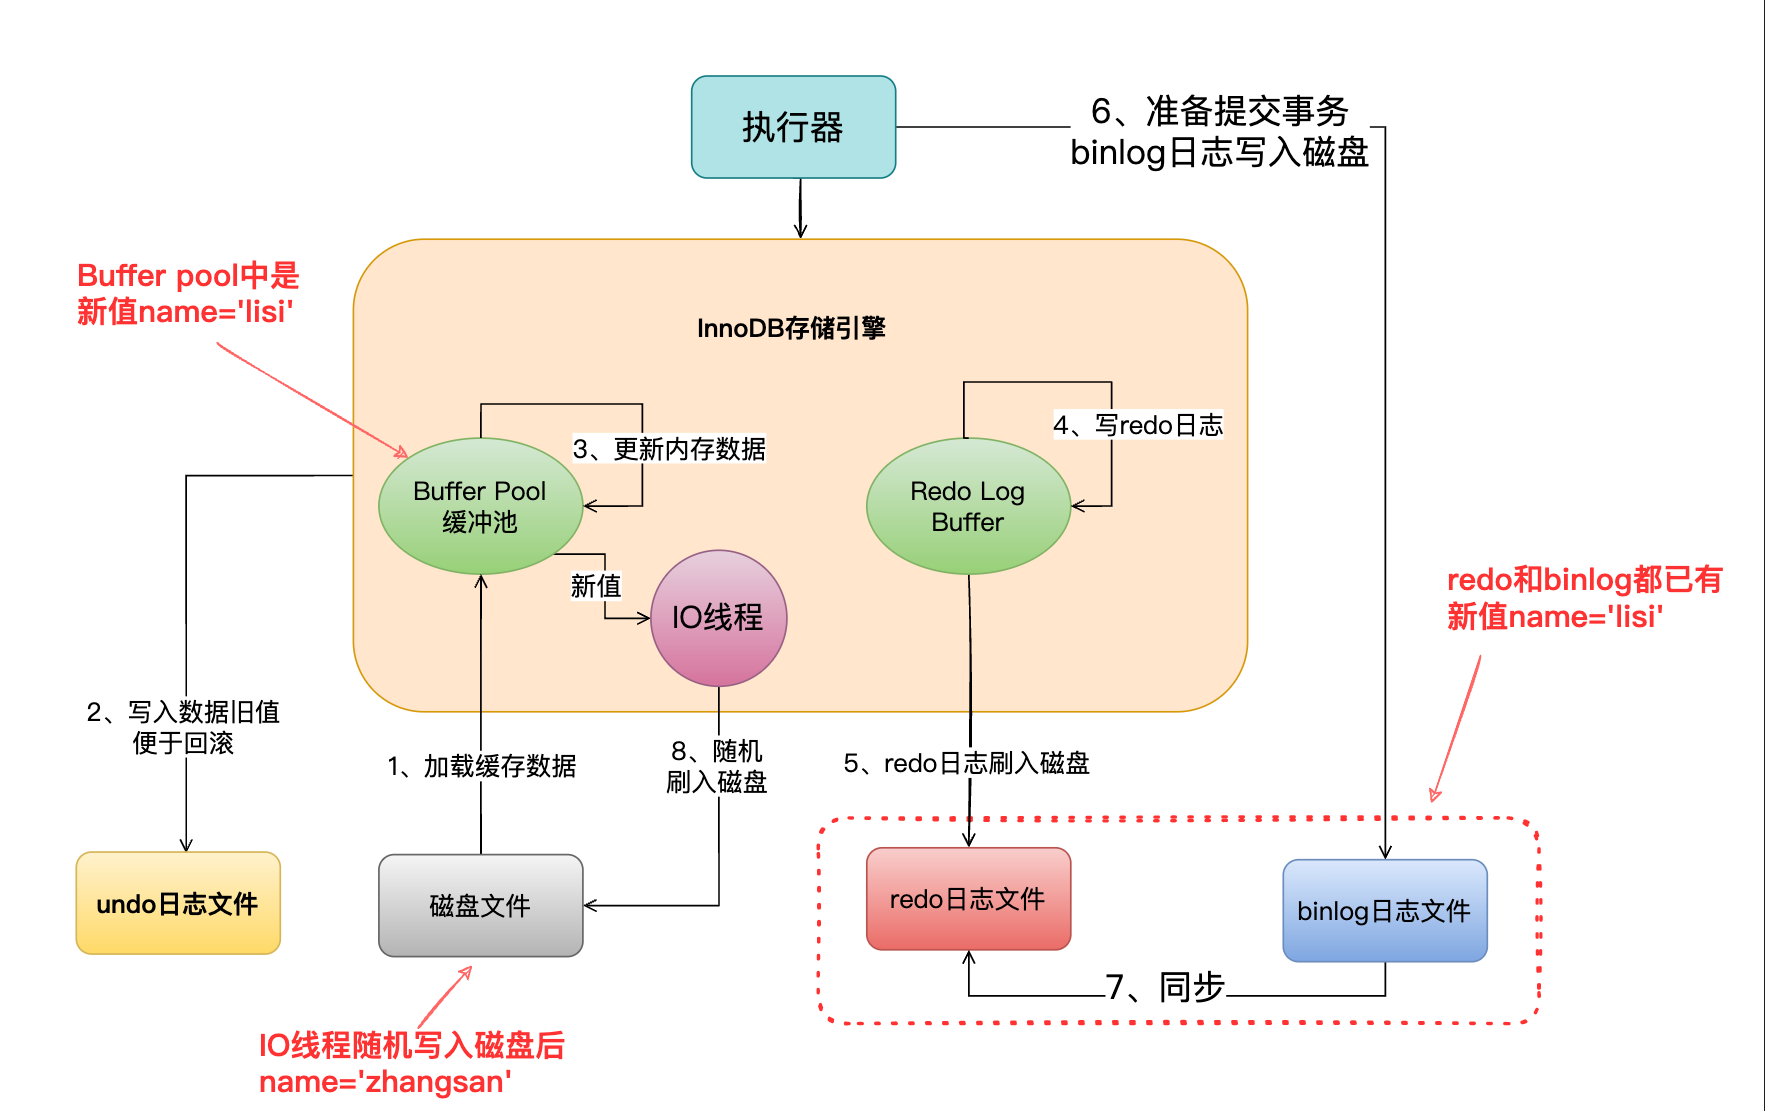 执行器
6、准备提交事务
binlog日志写入磁盘
Buffer pool中是
新值name='lisi'
InnoDB存储引擎
3、更新内存数据
4、写redo日志
Buffer Pool
缓冲池
Redo Log
Buffer
新值
IO线程
redo和binlog都已有
新值name='lisi'
2、写入数据旧值
便于回滚
1、加载缓存数据
8、随机
刷入磁盘
5、redo日志刷入磁盘
undo日志文件
磁盘文件
redo日志文件
binlog日志文件
7、同步
IO线程随机写入磁盘后
name='zhangsan'